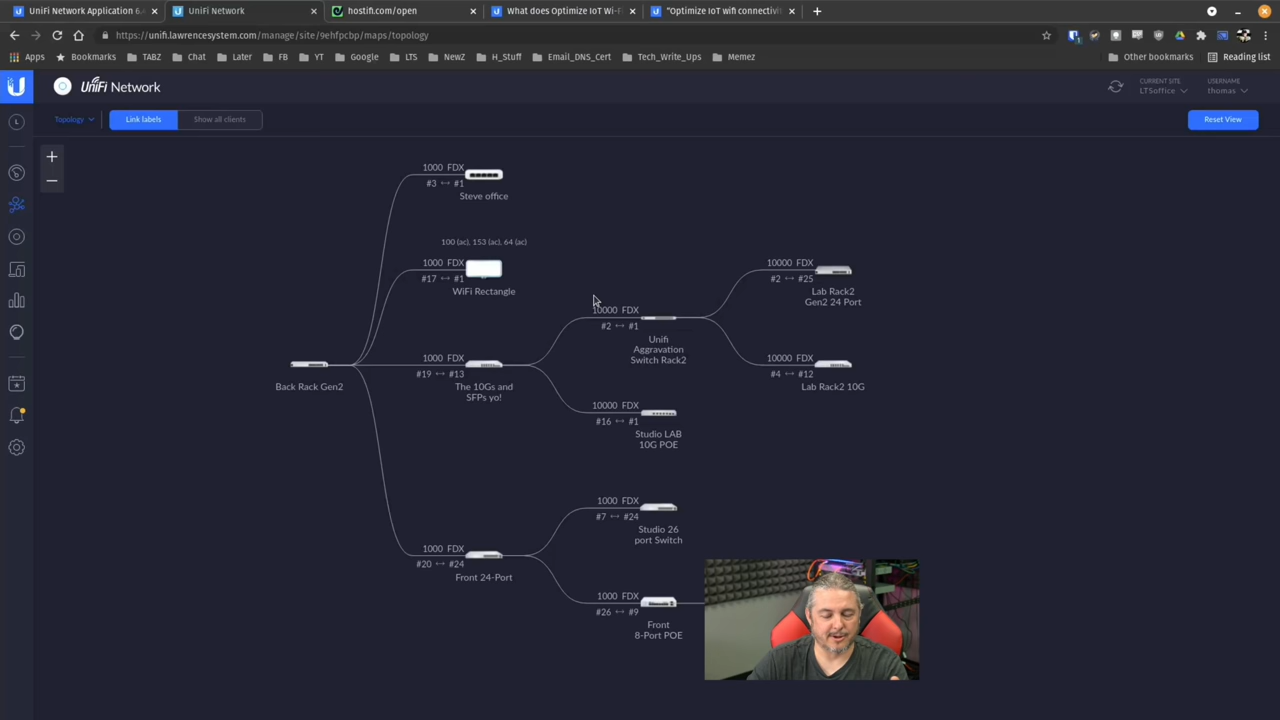 UniFi Network Application 6.4
UniFi Network
hostifi.com/open
What does Optimize IoT Wi-F
"Optimize IOT wifi connectivi
https://unifi.lawrencesystem.com/manage/site/9ehfpcbp/maps/topology
Apps
Bookmarks
TABZ
Chat
Later
FB
YT
Google
LTS
NewZ
H_Stuff
Email_DNS_Cert
Tech_Write_Ups
Memez
Other bookmarks
Reading list
UniFi Network
CURRENT SITE
LTSoffice
USERNAME
thomas
Topology
Link labels
Show all clients
Reset View
1000 FDX
#3 ↔ #1
Steve office
100 (ac), 153 (ac), 64 (ac)
1000 FDX
#17 ↔ #1
WiFi Rectangle
10000 FDX
#2 ↔ #1
Unifi
Aggravation
Switch Rack2
10000 FDX
#2 ↔ #25
Lab Rack2
Gen2 24 Port
10000 FDX
#4 ↔ #12
Lab Rack2 10G
Back Rack Gen2
1000 FDX
#19 ↔ #13
The 10Gs and
SFPs yo!
10000 FDX
#16 ↔ #1
Studio LAB
10G POE
1000 FDX
#7 ↔ #24
Studio 26
port Switch
1000 FDX
#20 ↔ #24
Front 24-Port
1000 FDX
#26 ↔ #9
Front
8-Port POE